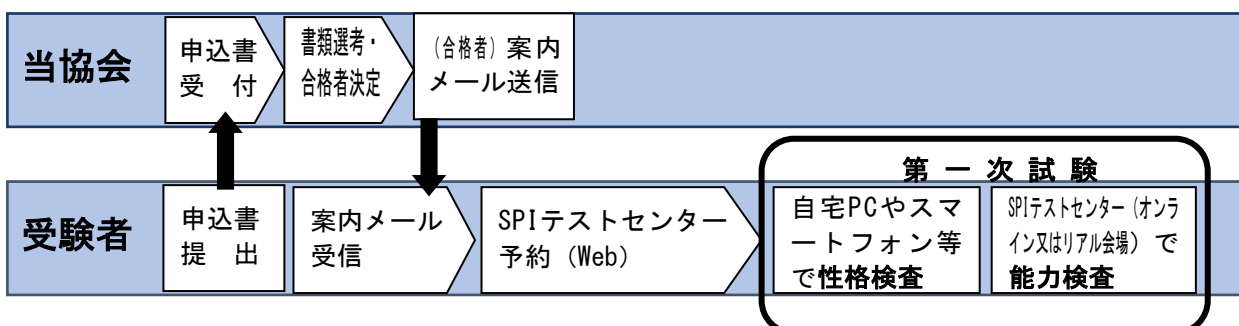 当協会
申込書
受　付
書類選考・
合格者決定
(合格者) 案内
メール送信
第 一 次 試 験
受験者
申込書
提　出
案内メール
受信
SPIテストセンター
予約（Web）
自宅PCやスマ
ートフォン等
で性格検査
SPIテストセンター（オンラ
イン又はリアル会場） で
能力検査